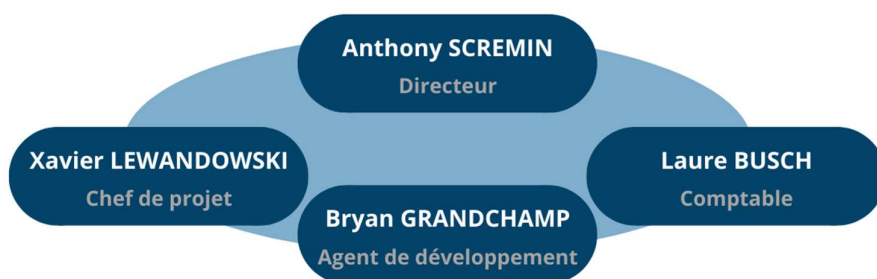 Anthony SCREMIN
Directeur
Xavier LEWANDOWSKI
Chef de projet
Laure BUSCH
Comptable
Bryan GRANDCHAMP
Agent de développement